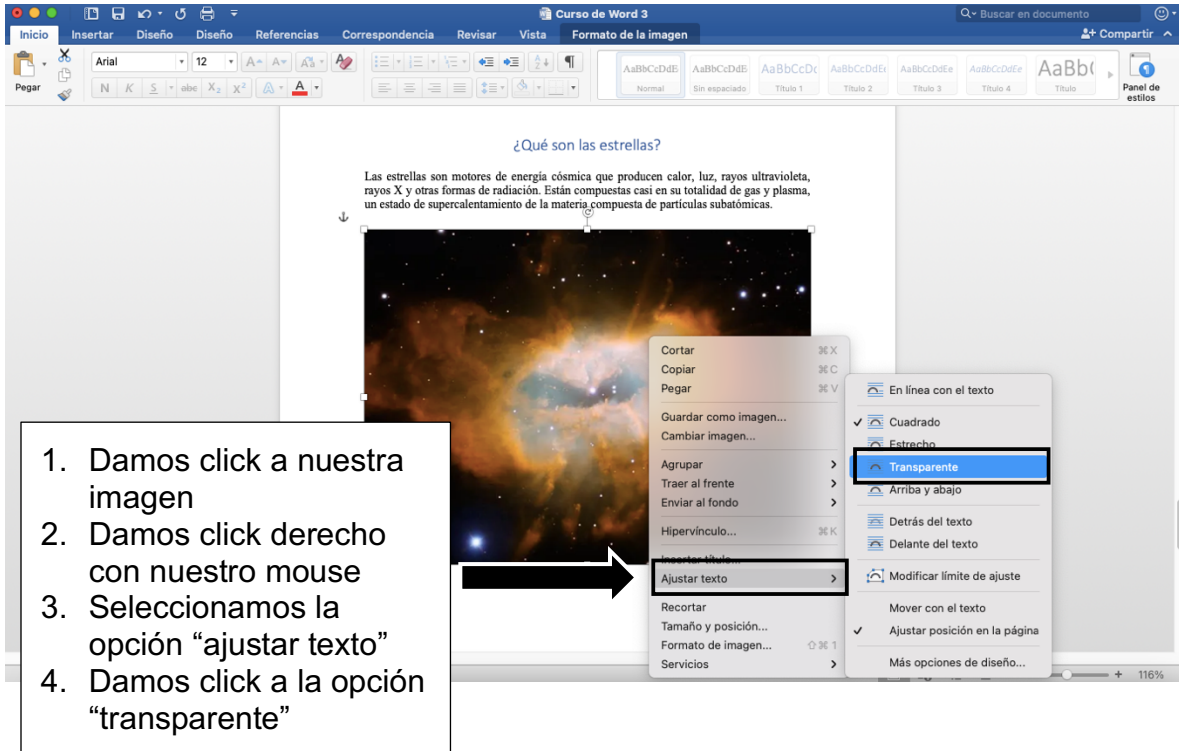 Curso de Word 3
Buscar en documento
Inicio Insertar Diseño Diseño Referencias Correspondencia Revisar Vista Formato de la imagen
Compartir
Pegar
Arial 12
N K S abc X₂ X²
A
AaBbCcDdE AaBbCcDdE AaBbCcDc AaBbCcDdEe AaBbCcDdEe AaBbCcDdEe AaBb(
Normal Sin espaciado Título 1 Título 2 Título 3 Título 4 Título
Panel de
estilos
¿Qué son las estrellas?
Las estrellas son motores de energía cósmica que producen calor, luz, rayos ultravioleta,
rayos X y otras formas de radiación. Están compuestas casi en su totalidad de gas y plasma,
un estado de supercalentamiento de la materia compuesta de partículas subatómicas.
Cortar ⌘X
Copiar ⌘C
Pegar ⌘V
Guardar como imagen...
Cambiar imagen...
Agrupar
Traer al frente
Enviar al fondo
Hipervínculo... ⌘K
Insertar título...
Ajustar texto
Recortar
Tamaño y posición...
Formato de imagen... ⇧⌘1
Servicios
En línea con el texto
Cuadrado
Estrecho
Transparente
Arriba y abajo
Detrás del texto
Delante del texto
Modificar límite de ajuste
Mover con el texto
Ajustar posición en la página
Más opciones de diseño...
1. Damos click a nuestra
imagen
2. Damos click derecho
con nuestro mouse
3. Seleccionamos la
opción “ajustar texto”
4. Damos click a la opción
“transparente”
116%